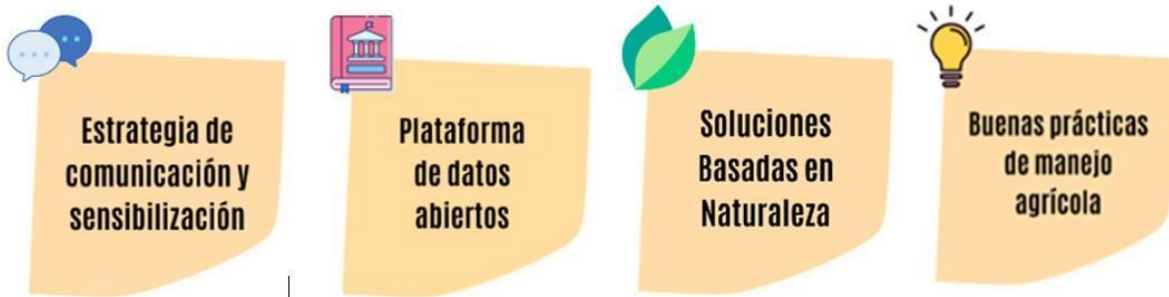 Estrategia de
comunicación y
sensibilización
Plataforma
de datos
abiertos
Soluciones
Basadas en
Naturaleza
Buenas prácticas
de manejo
agrícola